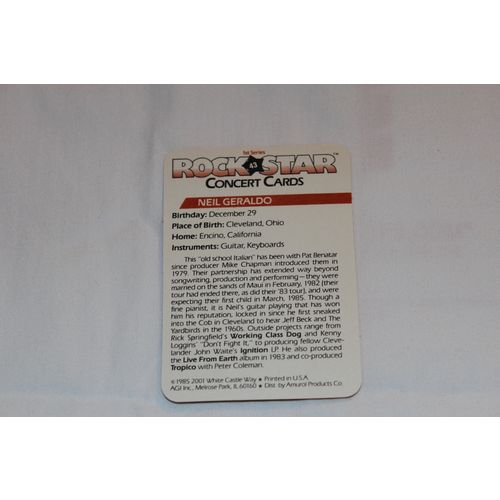 1st Series
ROCK 43 STAR™
CONCERT CARDS
NEIL GERALDO
Birthday: December 29
Place of Birth: Cleveland, Ohio
Home: Encino, California
Instruments: Guitar, Keyboards
This "old school Italian" has been with Pat Benatar
since producer Mike Chapman introduced them in
1979. Their partnership has extended way beyond
songwriting, production and performing—they were
married on the sands of Maui in February, 1982 (their
tour had ended there, as did their '83 tour), and were
expecting their first child in March, 1985. Though a
fine pianist, it is Neil's guitar playing that has won
him his reputation, locked in since he first sneaked
into the Cob in Cleveland to hear Jeff Beck and The
Yardbirds in the 1960s. Outside projects range from
Rick Springfield's Working Class Dog and Kenny
Loggins' "Don't Fight It," to producing fellow Cleve-
lander John Waite's Ignition LP. He also produced
the Live From Earth album in 1983 and co-produced
Tropico with Peter Coleman.
©1985 2001 White Castle Way ★ Printed in U.S.A.
AGI Inc., Melrose Park, IL 60160 ★ Dist. by Amurol Products Co.